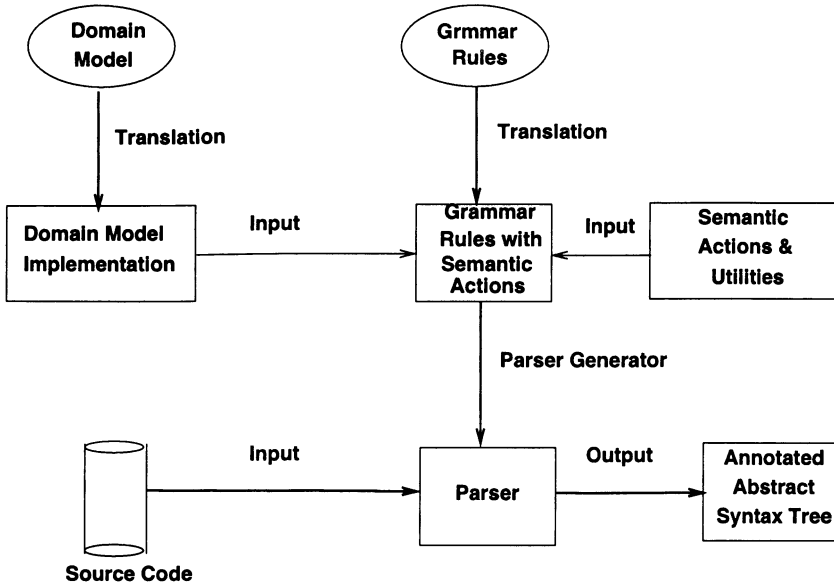 Domain
Model
Grmmar
Rules
Translation
Translation
Domain Model
Implementation
Input
Grammar
Rules with
Semantic
Actions
Input
Semantic
Actions &
Utilities
Parser Generator
Source Code
Input
Parser
Output
Annotated
Abstract
Syntax Tree